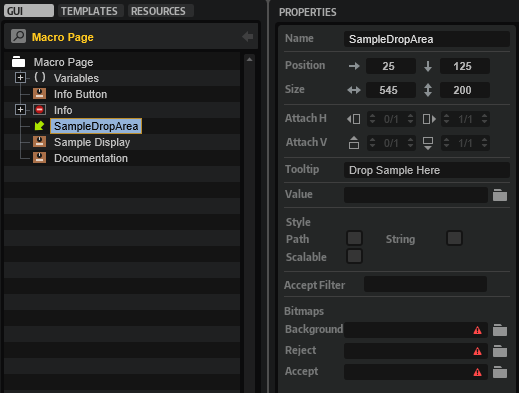 GUI TEMPLATES RESOURCES
Macro Page
Macro Page
( ) Variables
Info Button
Info
SampleDropArea
Sample Display
Documentation
PROPERTIES
Name SampleDropArea
Position 25 125
Size 545 200
Attach H 0/1 1/1
Attach V 0/1 1/1
Tooltip Drop Sample Here
Value
Style
Path String
Scalable
Accept Filter
Bitmaps
Background
Reject
Accept